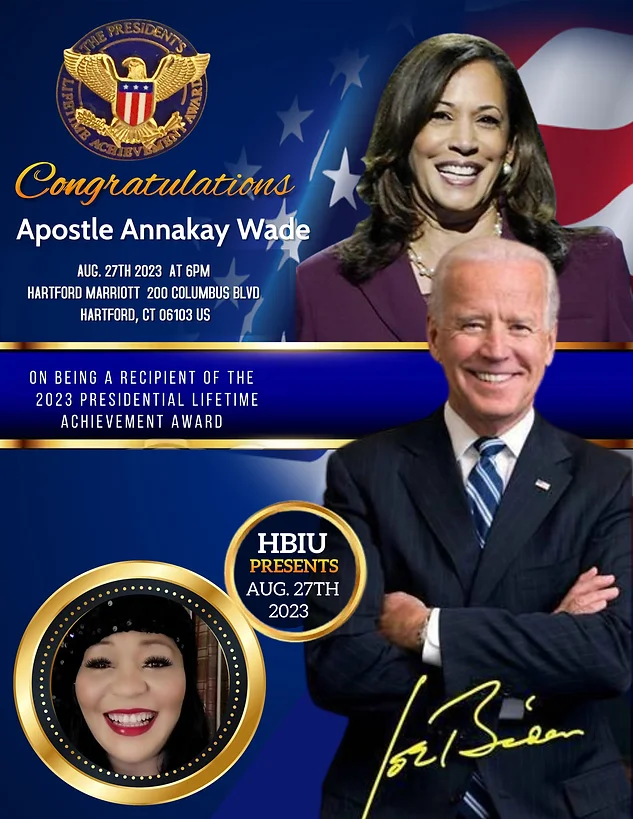 THE PRESIDENT'S
LIFETIME ACHIEVEMENT AWARD
Congratulations
Apostle Annakay Wade
AUG. 27TH 2023 AT 6PM
HARTFORD MARRIOTT 200 COLUMBUS BLVD
HARTFORD, CT 06103 US
ON BEING A RECIPIENT OF THE
2023 PRESIDENTIAL LIFETIME
ACHIEVEMENT AWARD
HBIU
PRESENTS
AUG. 27TH
2023
Joe Biden